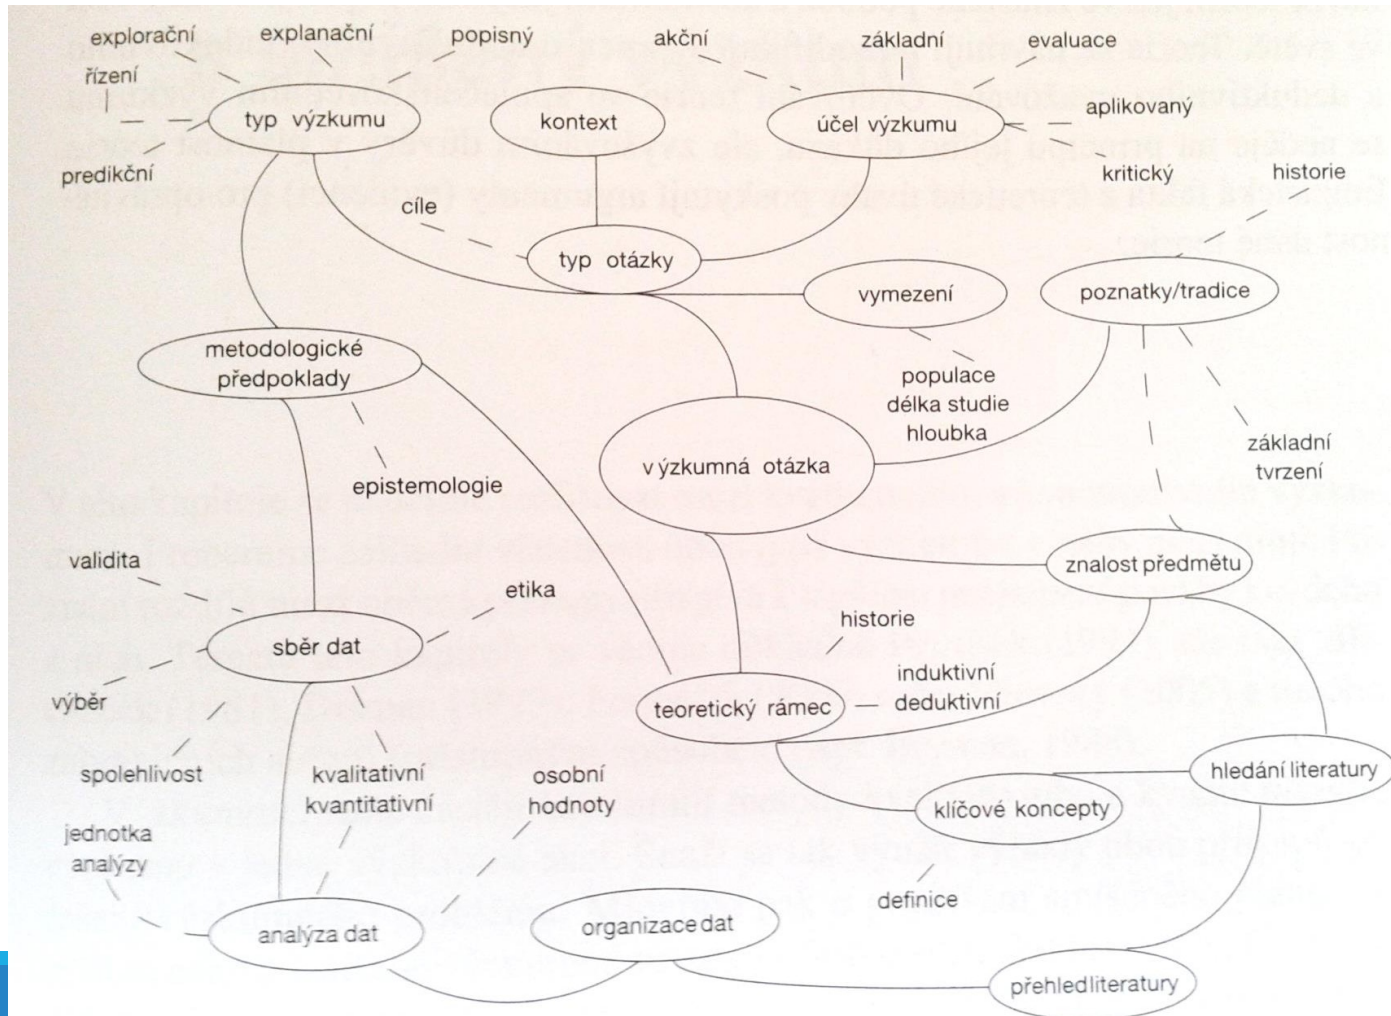 explorační
explanační
popisný
akční
základní
evaluace
řízení
typ výzkumu
kontext
účel výzkumu
aplikovaný
predikční
kritický
historie
cíle
typ otázky
vymezení
poznatky/tradice
metodologické
předpoklady
populace
délka studie
hloubka
základní
tvrzení
výzkumná otázka
epistemologie
validita
etika
znalost předmětu
sběr dat
historie
výběr
teoretický rámec
induktivní
deduktivní
spolehlivost
kvalitativní
kvantitativní
osobní
hodnoty
hledání literatury
klíčové koncepty
jednotka
analýzy
definice
analýza dat
organizace dat
přehled literatury